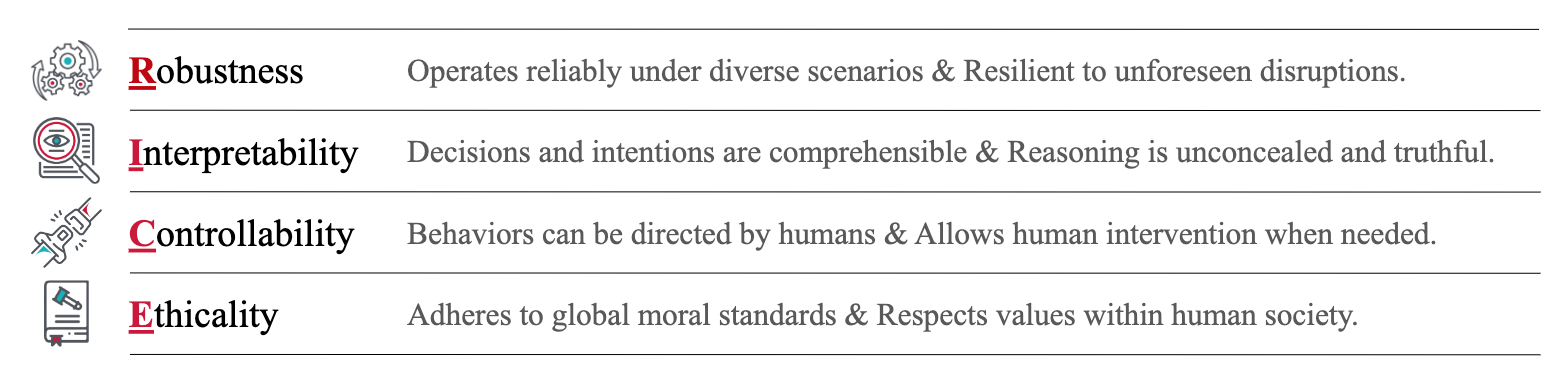 Robustness Operates reliably under diverse scenarios & Resilient to unforeseen disruptions.
Interpretability Decisions and intentions are comprehensible & Reasoning is unconcealed and truthful.
Controllability Behaviors can be directed by humans & Allows human intervention when needed.
Ethicality Adheres to global moral standards & Respects values within human society.